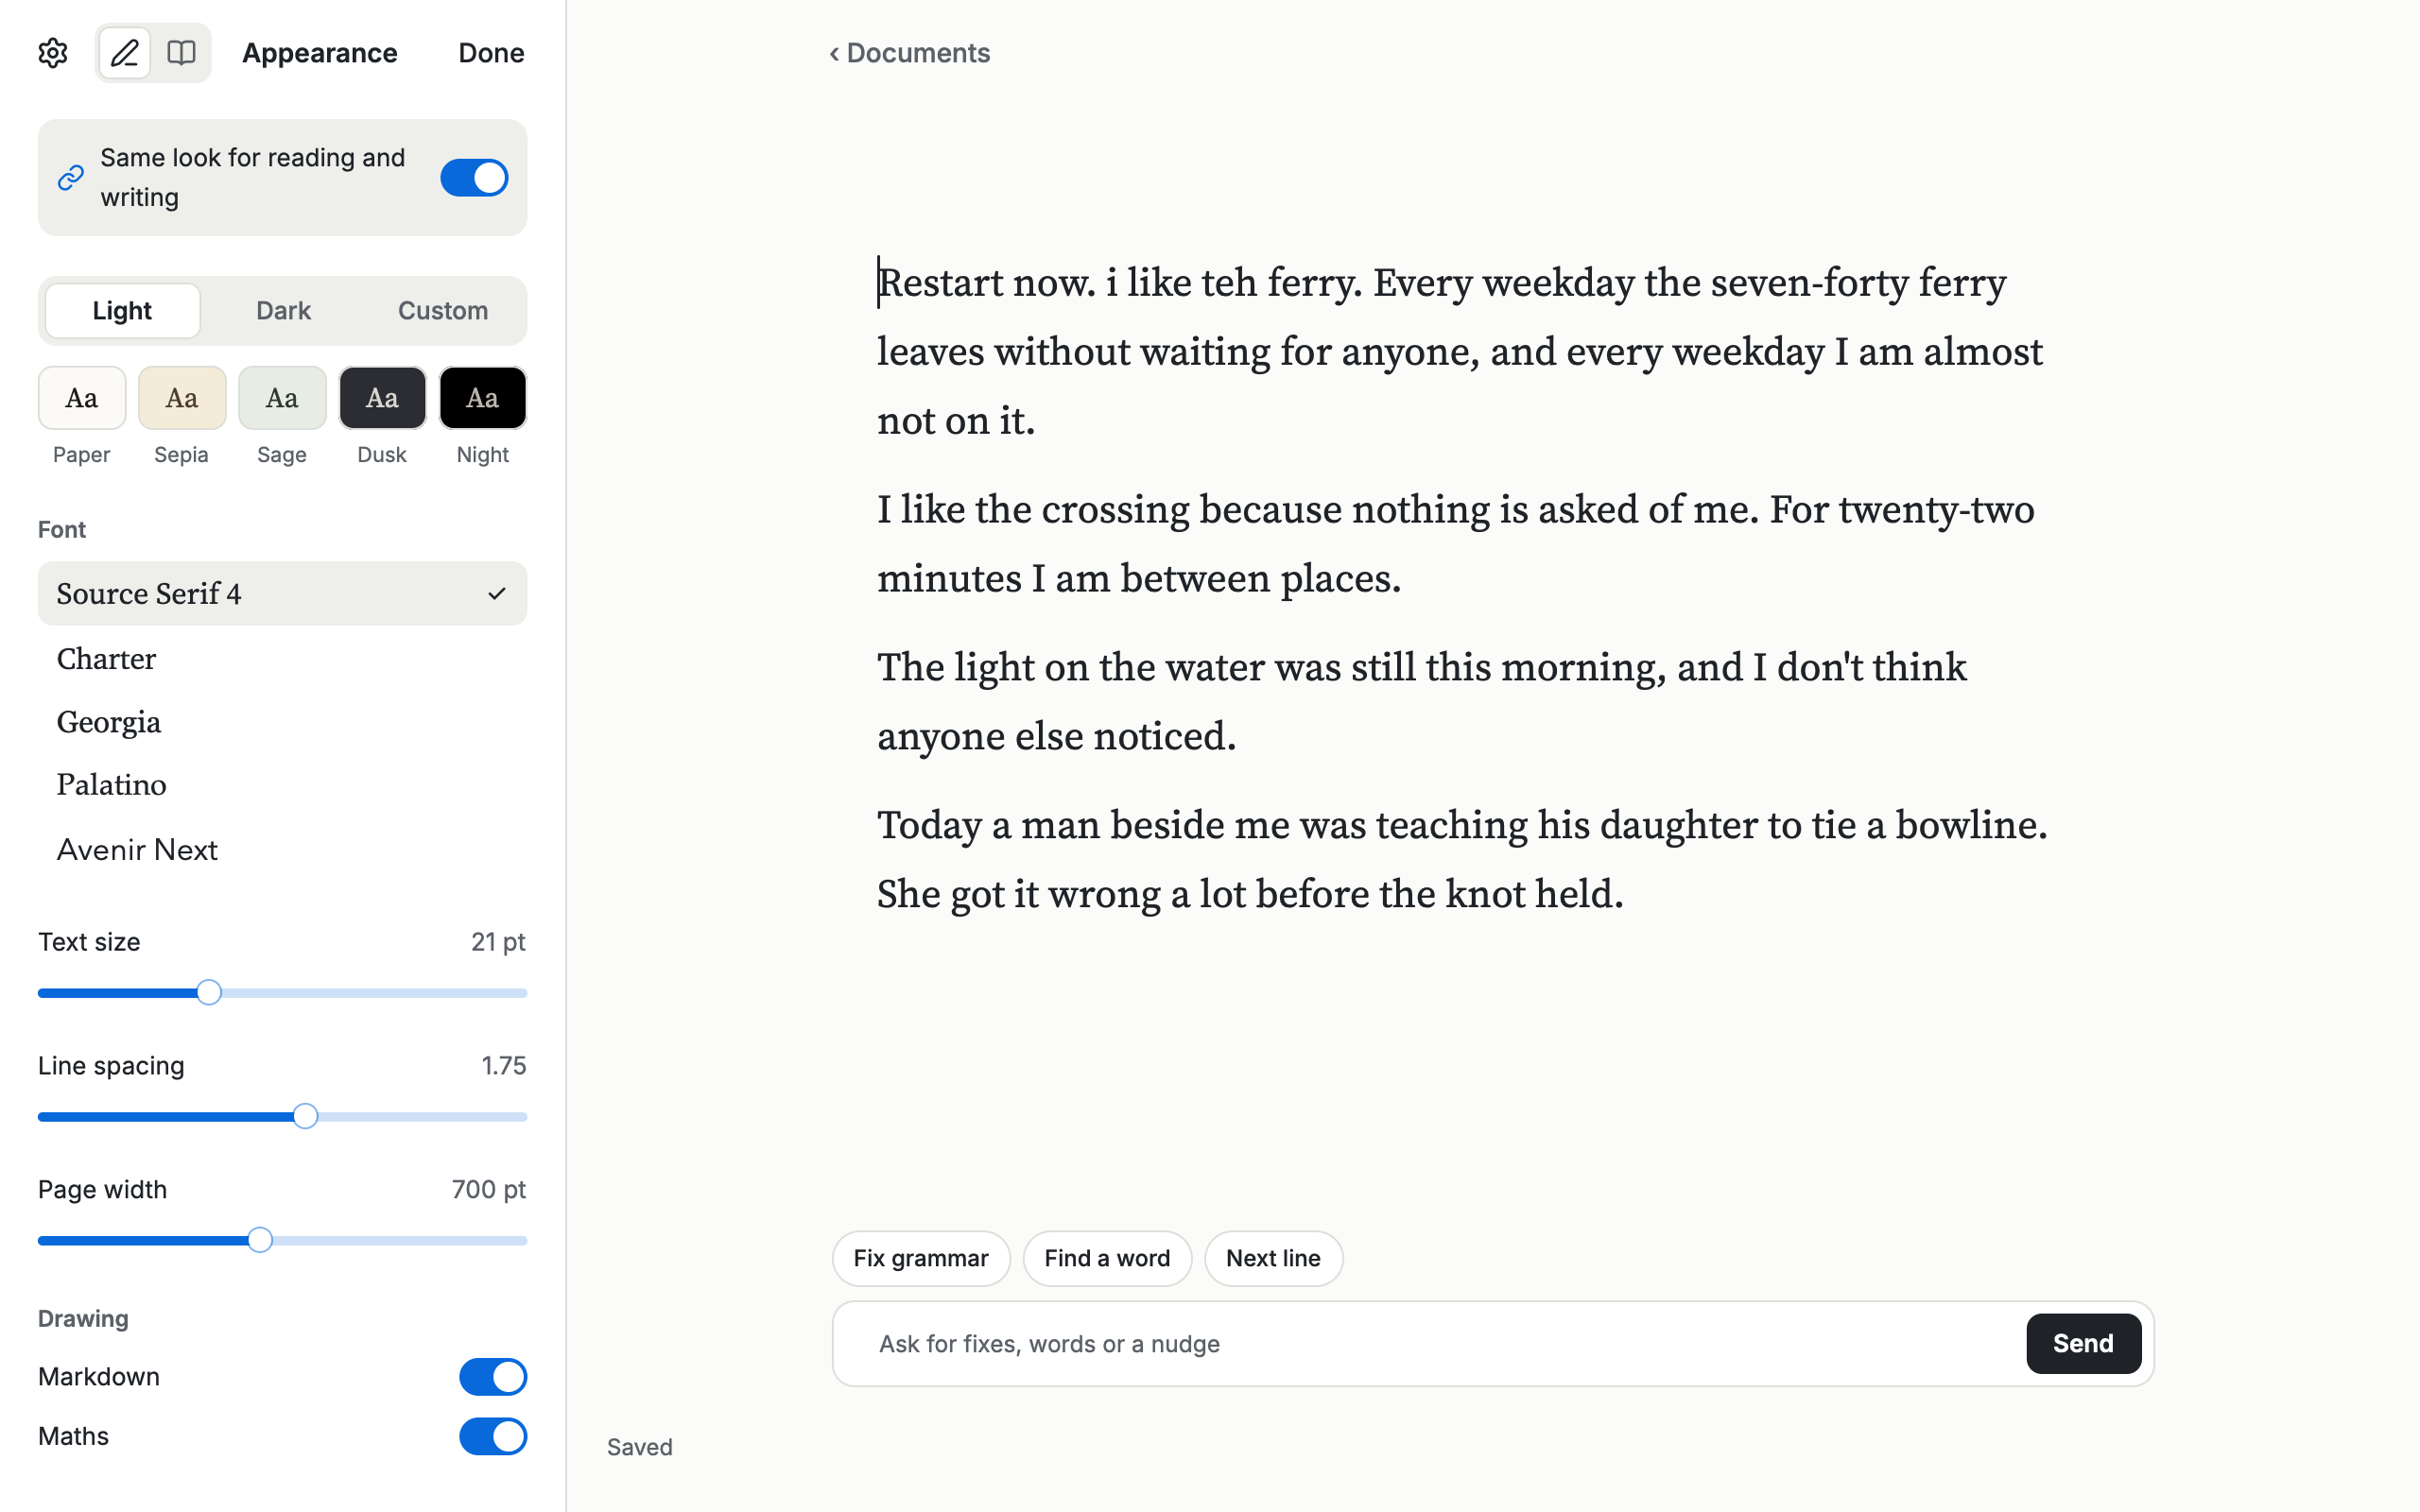 Appearance
Done
Same look for reading and
writing
Light
Dark
Custom
Aa
Aa
Aa
Aa
Aa
Paper
Sepia
Sage
Dusk
Night
Font
Source Serif 4
Charter
Georgia
Palatino
Avenir Next
Text size
21 pt
Line spacing
1.75
Page width
700 pt
Drawing
Markdown
Maths
‹ Documents
Restart now. i like teh ferry. Every weekday the seven-forty ferry
leaves without waiting for anyone, and every weekday I am almost
not on it.
I like the crossing because nothing is asked of me. For twenty-two
minutes I am between places.
The light on the water was still this morning, and I don't think
anyone else noticed.
Today a man beside me was teaching his daughter to tie a bowline.
She got it wrong a lot before the knot held.
Fix grammar
Find a word
Next line
Ask for fixes, words or a nudge
Send
Saved